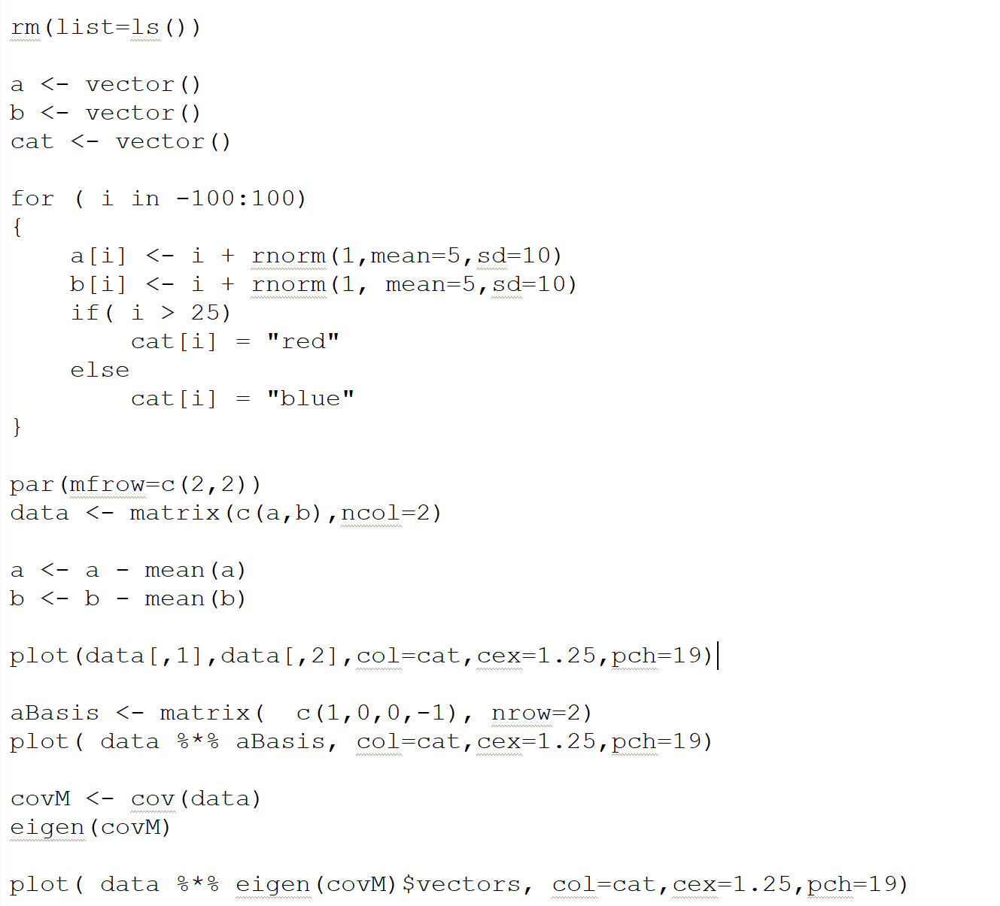 rm(list=ls())
a <- vector()
b <- vector()
cat <- vector()
for ( i in -100:100)
{
a[i] <- i + rnorm(1,mean=5,sd=10)
b[i] <- i + rnorm(1, mean=5,sd=10)
if( i > 25)
cat[i] = "red"
else
cat[i] = "blue"
}
par(mfrow=c(2,2))
data <- matrix(c(a,b),ncol=2)
a <- a - mean(a)
b <- b - mean(b)
plot(data[,1],data[,2],col=cat,cex=1.25,pch=19)
aBasis <- matrix(  c(1,0,0,-1), nrow=2)
plot( data %*% aBasis, col=cat,cex=1.25,pch=19)
covM <- cov(data)
eigen(covM)
plot( data %*% eigen(covM)$vectors, col=cat,cex=1.25,pch=19)